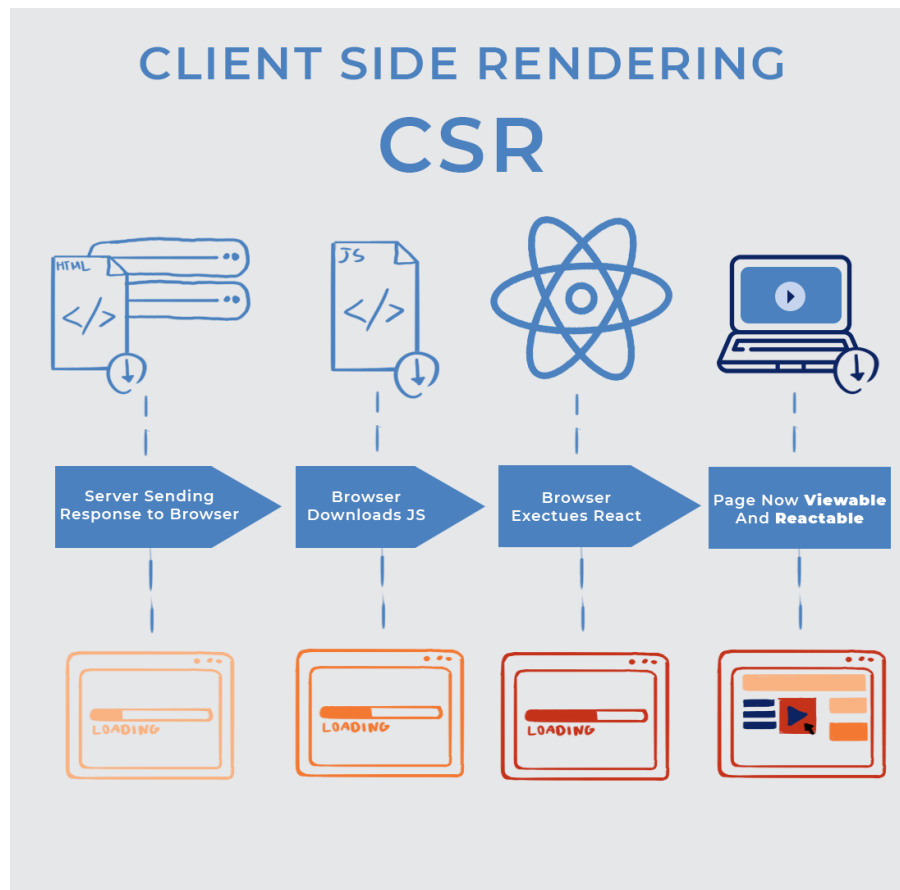 CLIENT SIDE RENDERING
CSR
HTML
</>
JS
</>
Server Sending
Response to Browser
Browser
Downloads JS
Browser
Exectues React
Page Now Viewable
And Reactable
LOADING
LOADING
LOADING